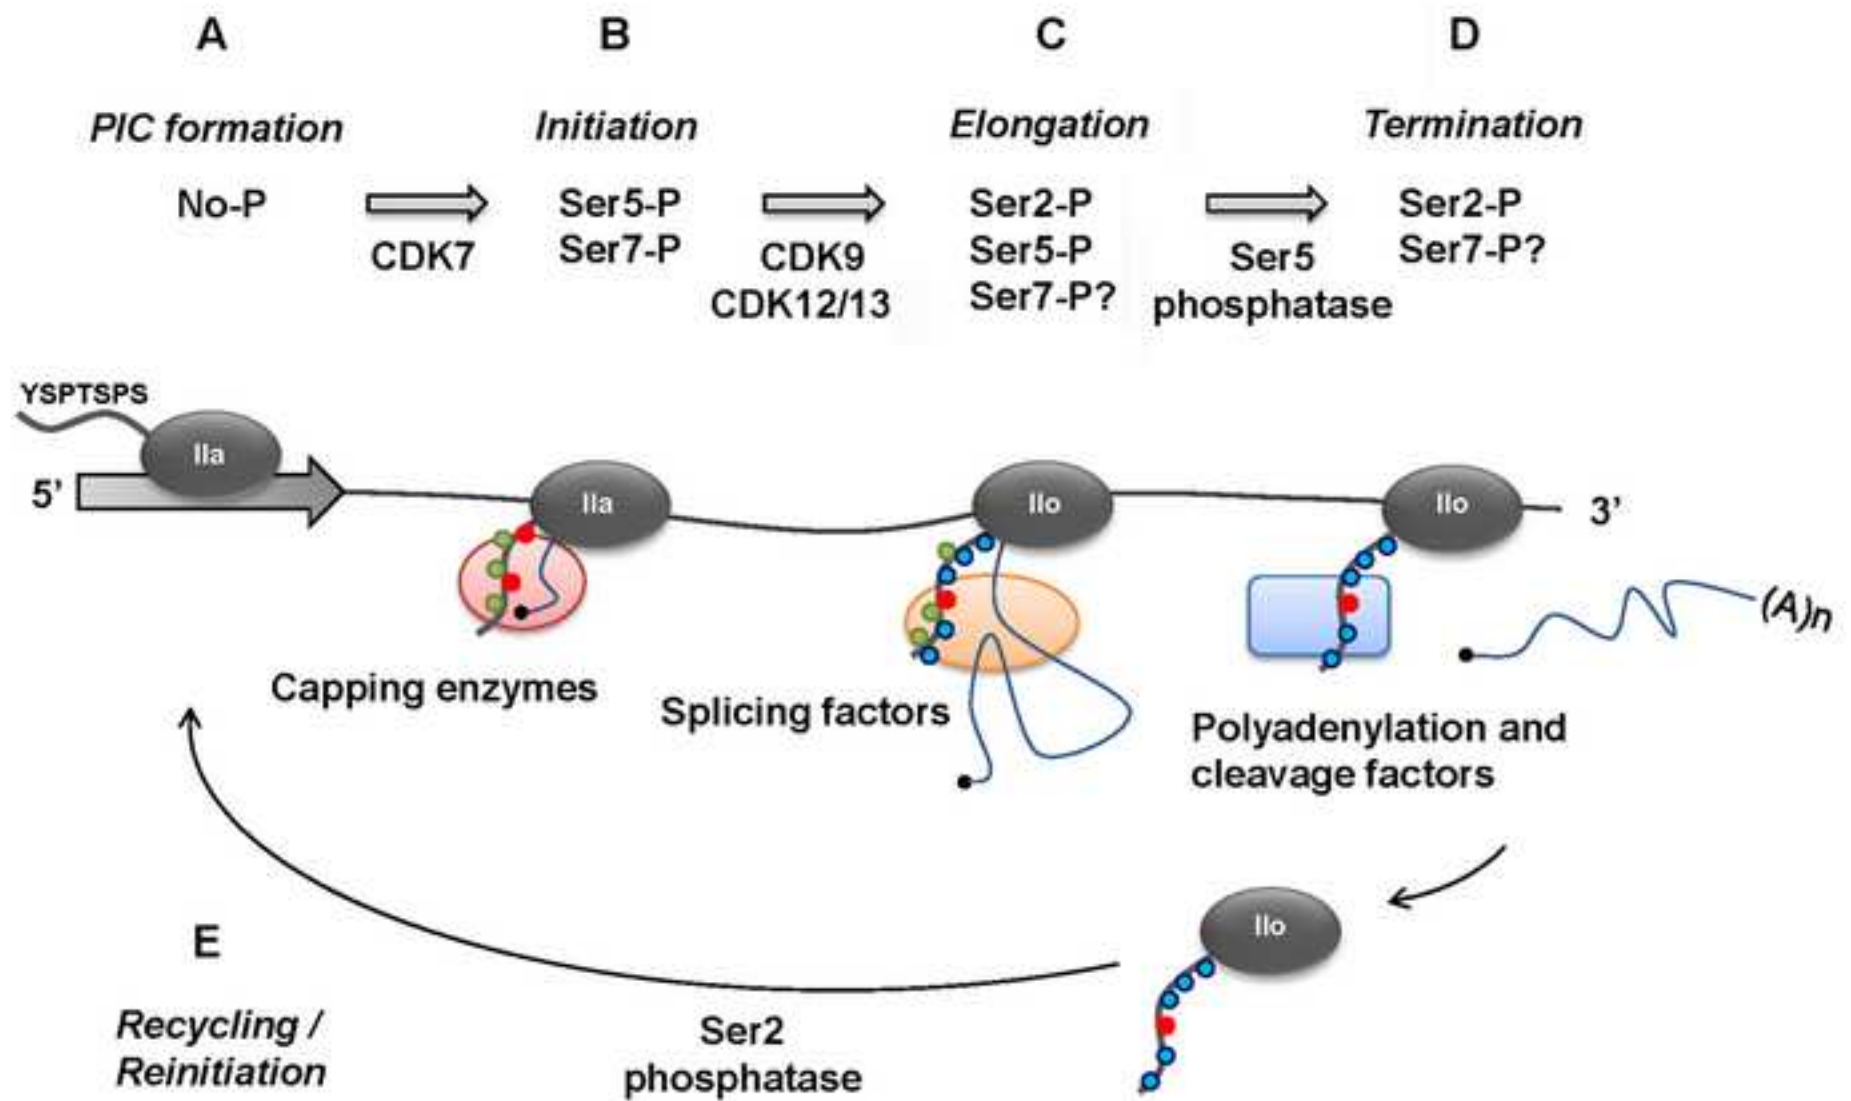 A
B
C
D
PIC formation
Initiation
Elongation
Termination
No-P
CDK7
Ser5-P
Ser7-P
CDK9
CDK12/13
Ser2-P
Ser5-P
Ser7-P?
Ser5
phosphatase
Ser2-P
Ser7-P?
YSPTSPS
5’
IIa
IIa
IIo
IIo
3’
Capping enzymes
Splicing factors
Polyadenylation and
cleavage factors
(A)n
IIo
E
Recycling /
Reinitiation
Ser2
phosphatase